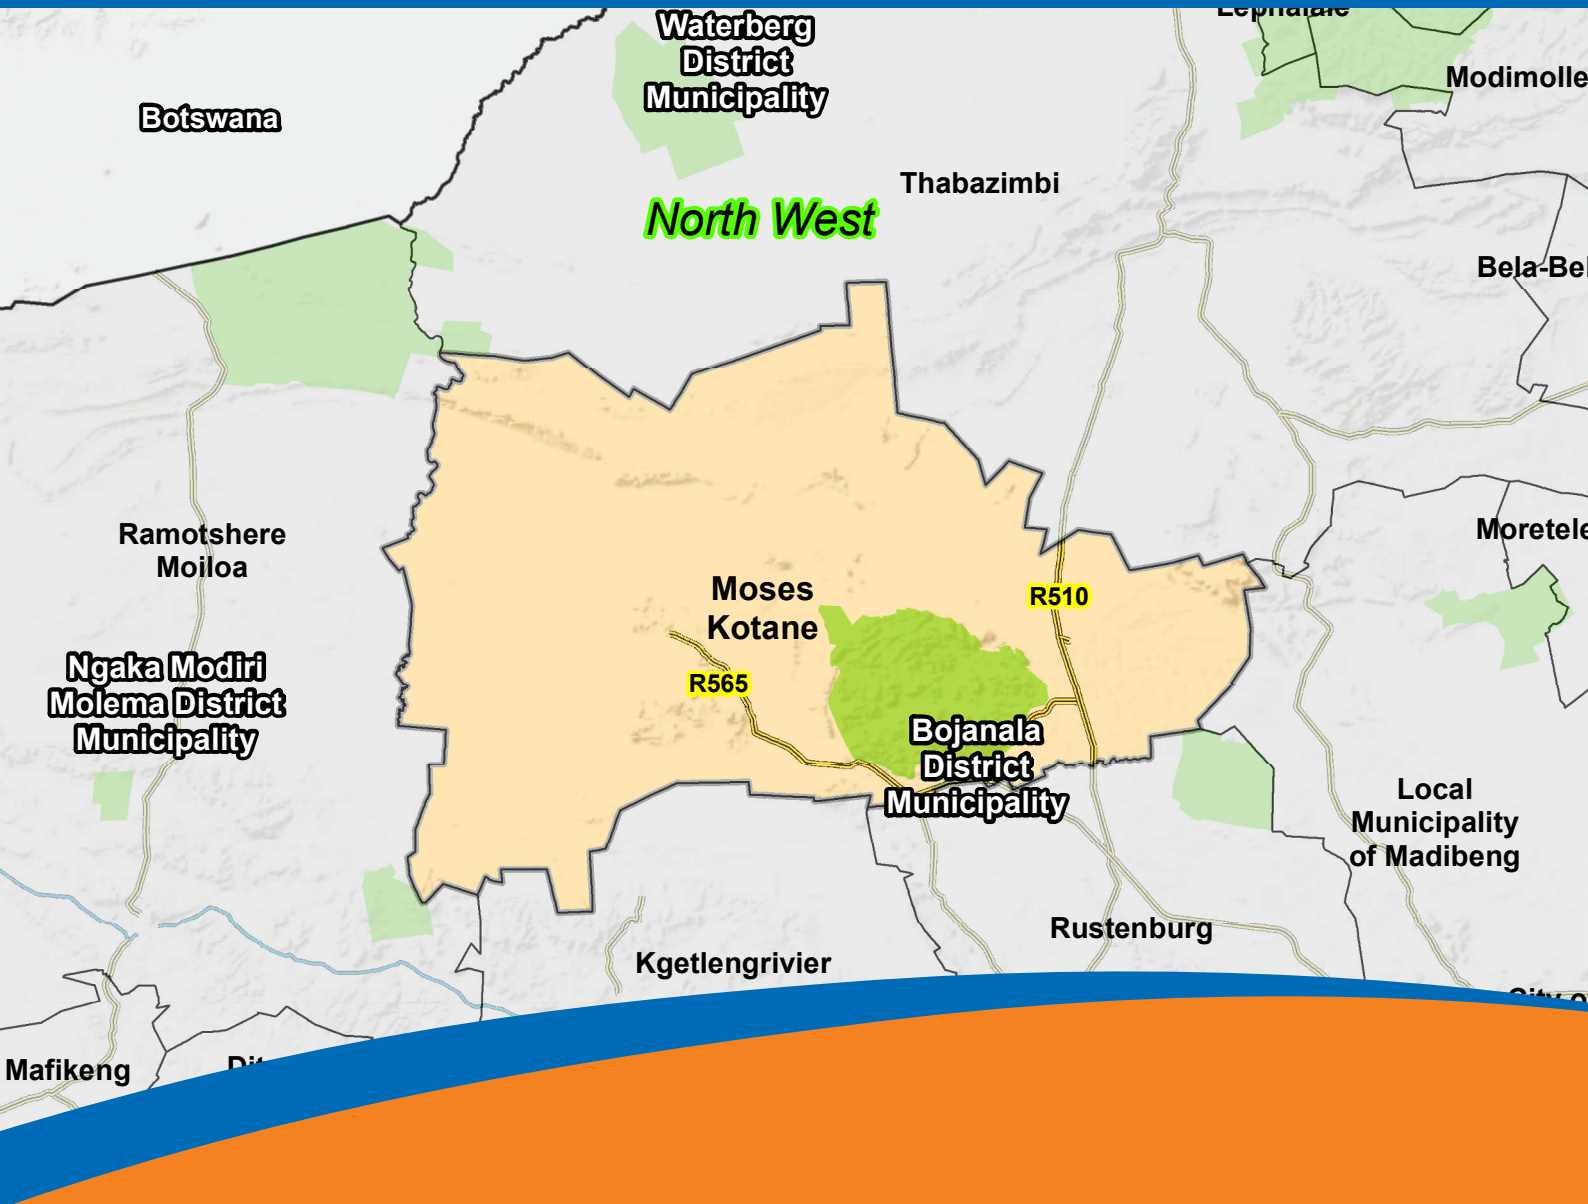 Waterberg
District
Municipality
Modimolle
Botswana
Thabazimbi
North West
Bela-Bel
Ramotshere
Moiloa
Moretele
Moses
Kotane
R510
R565
Ngaka Modiri
Molema District
Municipality
Bojanala
District
Municipality
Local
Municipality
of Madibeng
Rustenburg
Kgetlengrivier
Mafikeng